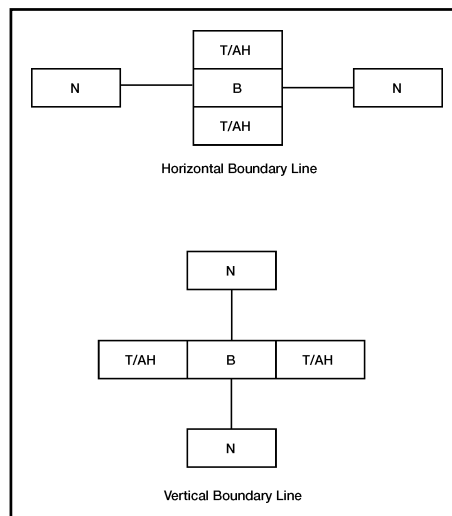 T/AH
N B N
T/AH
Horizontal Boundary Line
N
T/AH B T/AH
N
Vertical Boundary Line